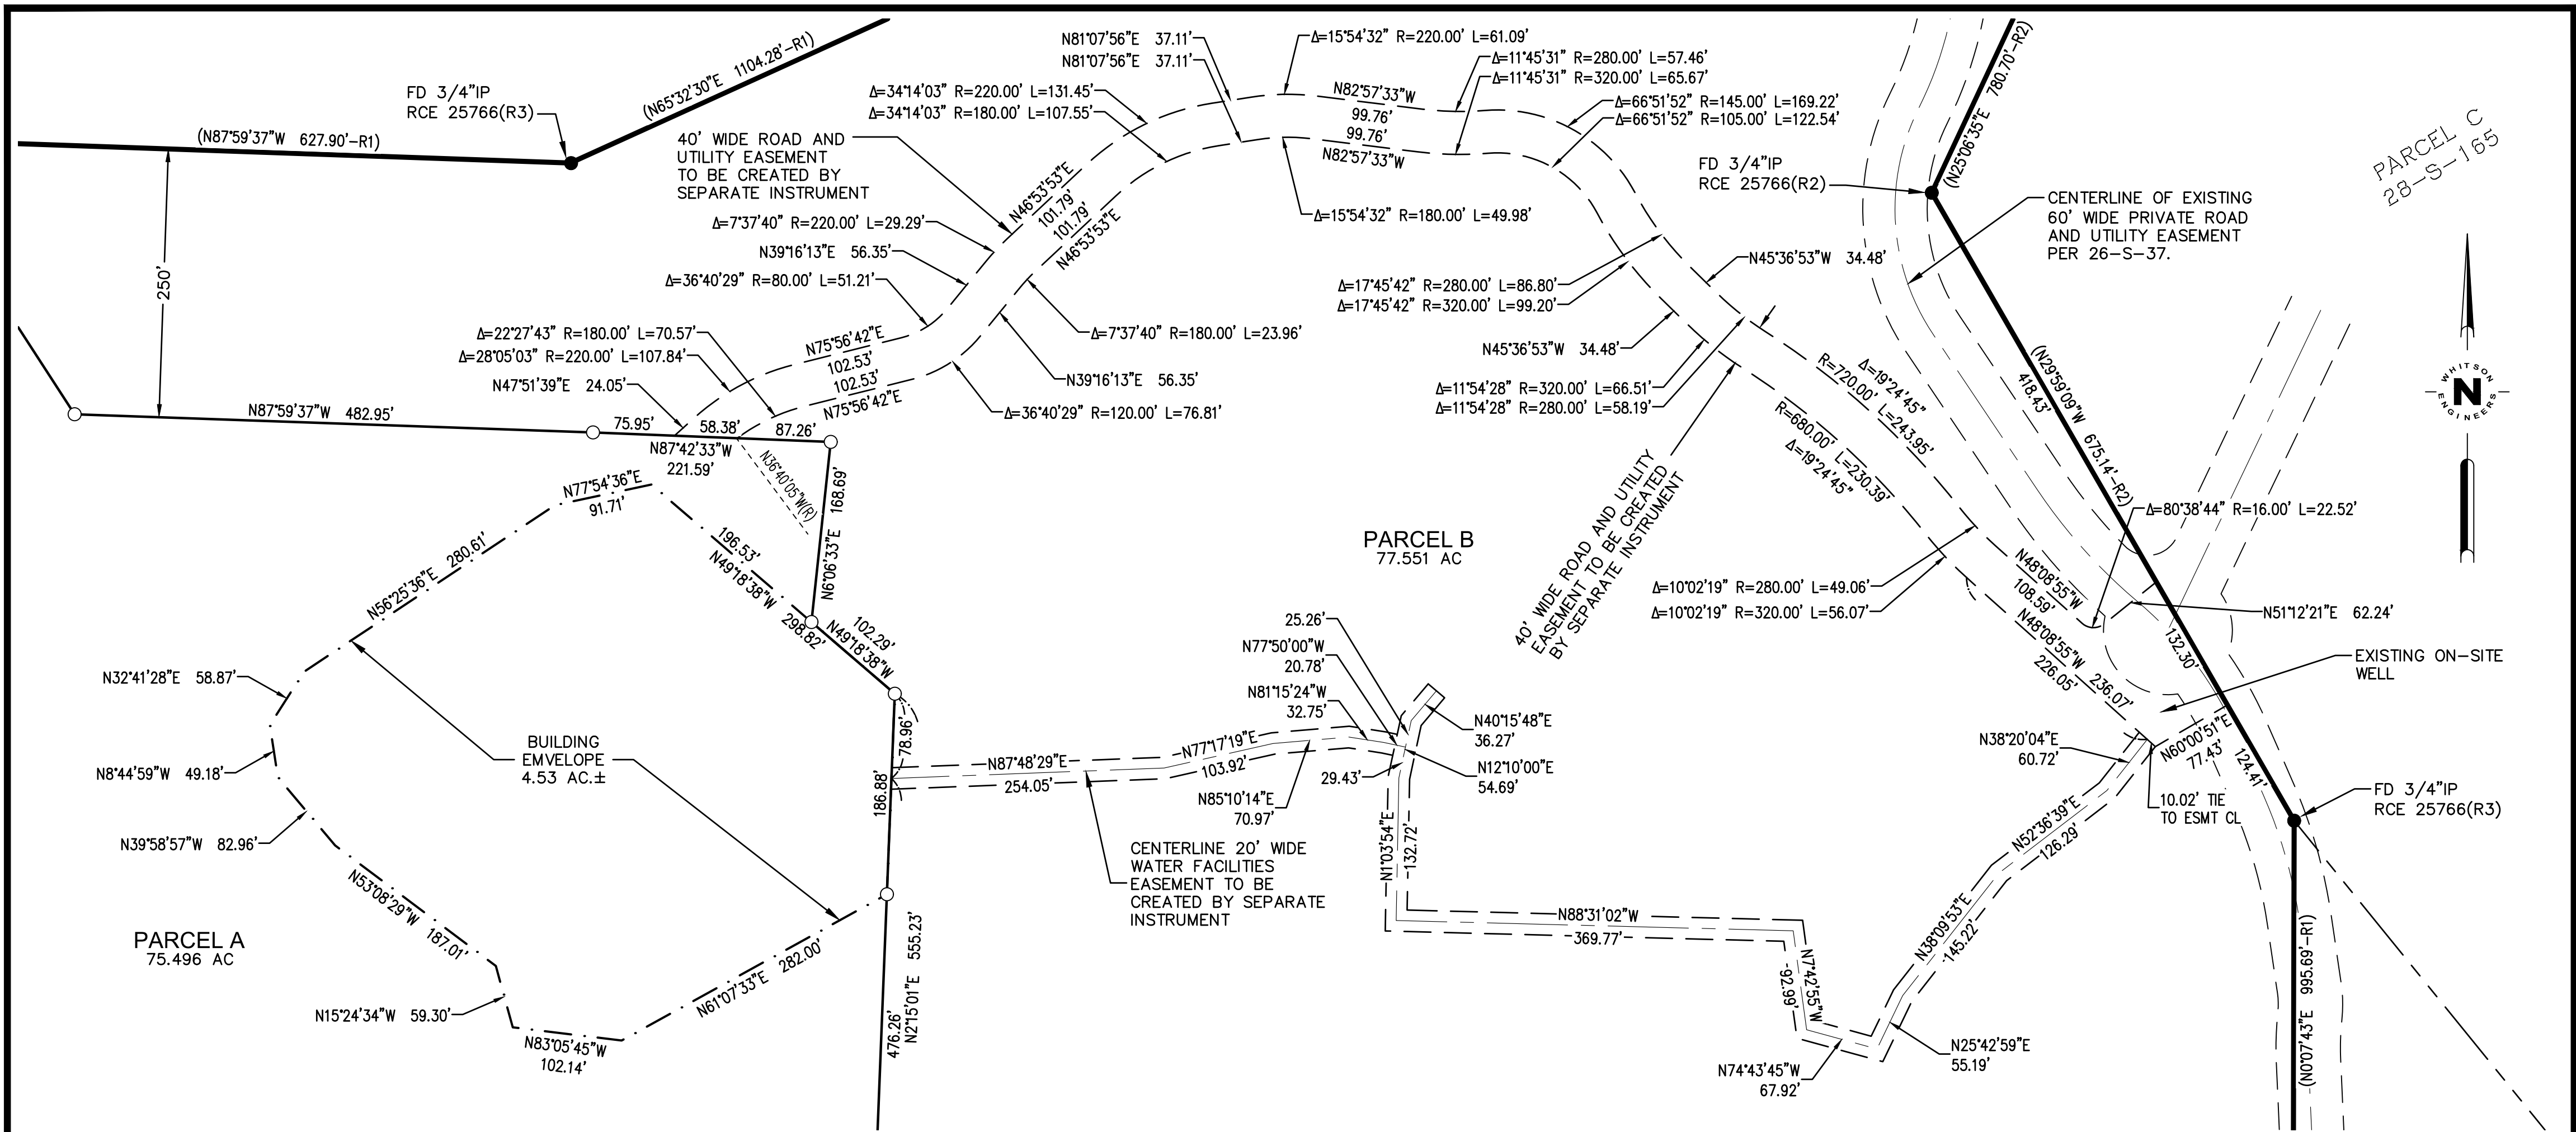 FD 3/4"IP
RCE 25766(R3)
(N65°32'30"E 1104.28'-R1)
(N87°59'37"W 627.90'-R1)
250'
N81°07'56"E 37.11'
N81°07'56"E 37.11'
Δ=15°54'32" R=220.00' L=61.09'
Δ=11°45'31" R=280.00' L=57.46'
Δ=11°45'31" R=320.00' L=65.67'
Δ=34°14'03" R=220.00' L=131.45'
Δ=34°14'03" R=180.00' L=107.55'
N82°57'33"W
99.76'
99.76'
N82°57'33"W
Δ=66°51'52" R=145.00' L=169.22'
Δ=66°51'52" R=105.00' L=122.54'
40' WIDE ROAD AND
UTILITY EASEMENT
TO BE CREATED BY
SEPARATE INSTRUMENT
N46°53'53"E
101.79'
101.79'
N46°53'53"E
Δ=7°37'40" R=220.00' L=29.29'
N39°16'13"E 56.35'
Δ=36°40'29" R=80.00' L=51.21'
Δ=15°54'32" R=180.00' L=49.98'
FD 3/4"IP
RCE 25766(R2)
(N25°06'35"E 780.70'-R2)
PARCEL C
28-S-165
CENTERLINE OF EXISTING
60' WIDE PRIVATE ROAD
AND UTILITY EASEMENT
PER 26-S-37.
N45°36'53"W 34.48'
Δ=17°45'42" R=280.00' L=86.80'
Δ=17°45'42" R=320.00' L=99.20'
Δ=22°27'43" R=180.00' L=70.57'
Δ=28°05'03" R=220.00' L=107.84'
N47°51'39"E 24.05'
N75°56'42"E
102.53'
102.53'
N75°56'42"E
Δ=7°37'40" R=180.00' L=23.96'
N39°16'13"E 56.35'
Δ=36°40'29" R=120.00' L=76.81'
N45°36'53"W 34.48'
Δ=11°54'28" R=320.00' L=66.51'
Δ=11°54'28" R=280.00' L=58.19'
Δ=19°24'45"
R=720.00' L=243.95'
R=680.00' L=230.39'
Δ=19°24'45"
(N29°59'09"W 675.14'-R2)
418.43'
WHITSON
N
ENGINEERS
N87°59'37"W 482.95'
75.95'
58.38'
87.26'
N87°42'33"W
221.59'
N36°40'05"W(R)
N6°06'33"E 168.69'
N77°54'36"E
91.71'
N56°25'36"E 280.61'
196.53'
N49°18'38"W 298.82'
102.29'
N49°18'38"W
PARCEL B
77.551 AC
40' WIDE ROAD AND UTILITY
EASEMENT TO BE CREATED
BY SEPARATE INSTRUMENT
Δ=80°38'44" R=16.00' L=22.52'
Δ=10°02'19" R=280.00' L=49.06'
Δ=10°02'19" R=320.00' L=56.07'
N48°08'55"W
108.59'
N51°12'21"E 62.24'
N48°08'55"W 236.07'
226.05'
132.30'
EXISTING ON-SITE
WELL
N32°41'28"E 58.87'
N8°44'59"W 49.18'
N39°58'57"W 82.96'
BUILDING
EMVELOPE
4.53 AC.±
78.96'
186.88'
N87°48'29"E
254.05'
N77°17'19"E
103.92'
25.26'
N77°50'00"W
20.78'
N81°15'24"W
32.75'
N40°15'48"E
36.27'
N12°10'00"E
54.69'
29.43'
N85°10'14"E
70.97'
N38°20'04"E
60.72'
N60°00'51"E
77.43'
124.41'
10.02' TIE
TO ESMT CL
FD 3/4"IP
RCE 25766(R3)
N53°08'29"W 187.01'
PARCEL A
75.496 AC
N15°24'34"W 59.30'
N83°05'45"W
102.14'
N61°07'33"E 282.00'
476.26'
N2°15'01"E 555.23'
CENTERLINE 20' WIDE
WATER FACILITIES
EASEMENT TO BE
CREATED BY SEPARATE
INSTRUMENT
N1°03'54"E
132.72'
N88°31'02"W
369.77'
N7°42'55"W
92.99'
N74°43'45"W
67.92'
N25°42'59"E
55.19'
N38°09'53"E
145.22'
N52°36'39"E
126.29'
(N0°07'43"E 995.69'-R1)